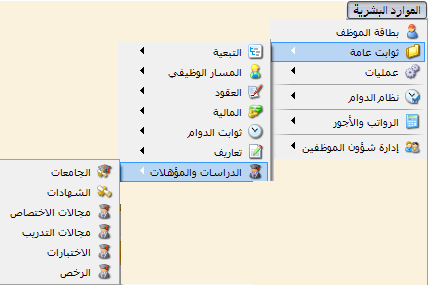 الموارد البشرية
بطاقة الموظف
ثوابت عامة
عمليات
نظام الدوام
الرواتب والأجور
إدارة شؤون الموظفين
التبعية
المسار الوظيفي
العقود
المالية
ثوابت الدوام
تعاريف
الدراسات والمؤهلات
الجامعات
الشهادات
مجالات الاختصاص
مجالات التدريب
الاختبارات
الرخص